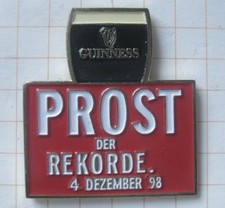 GUINNESS
PROST
DER
REKORDE.
4 DEZEMBER 98